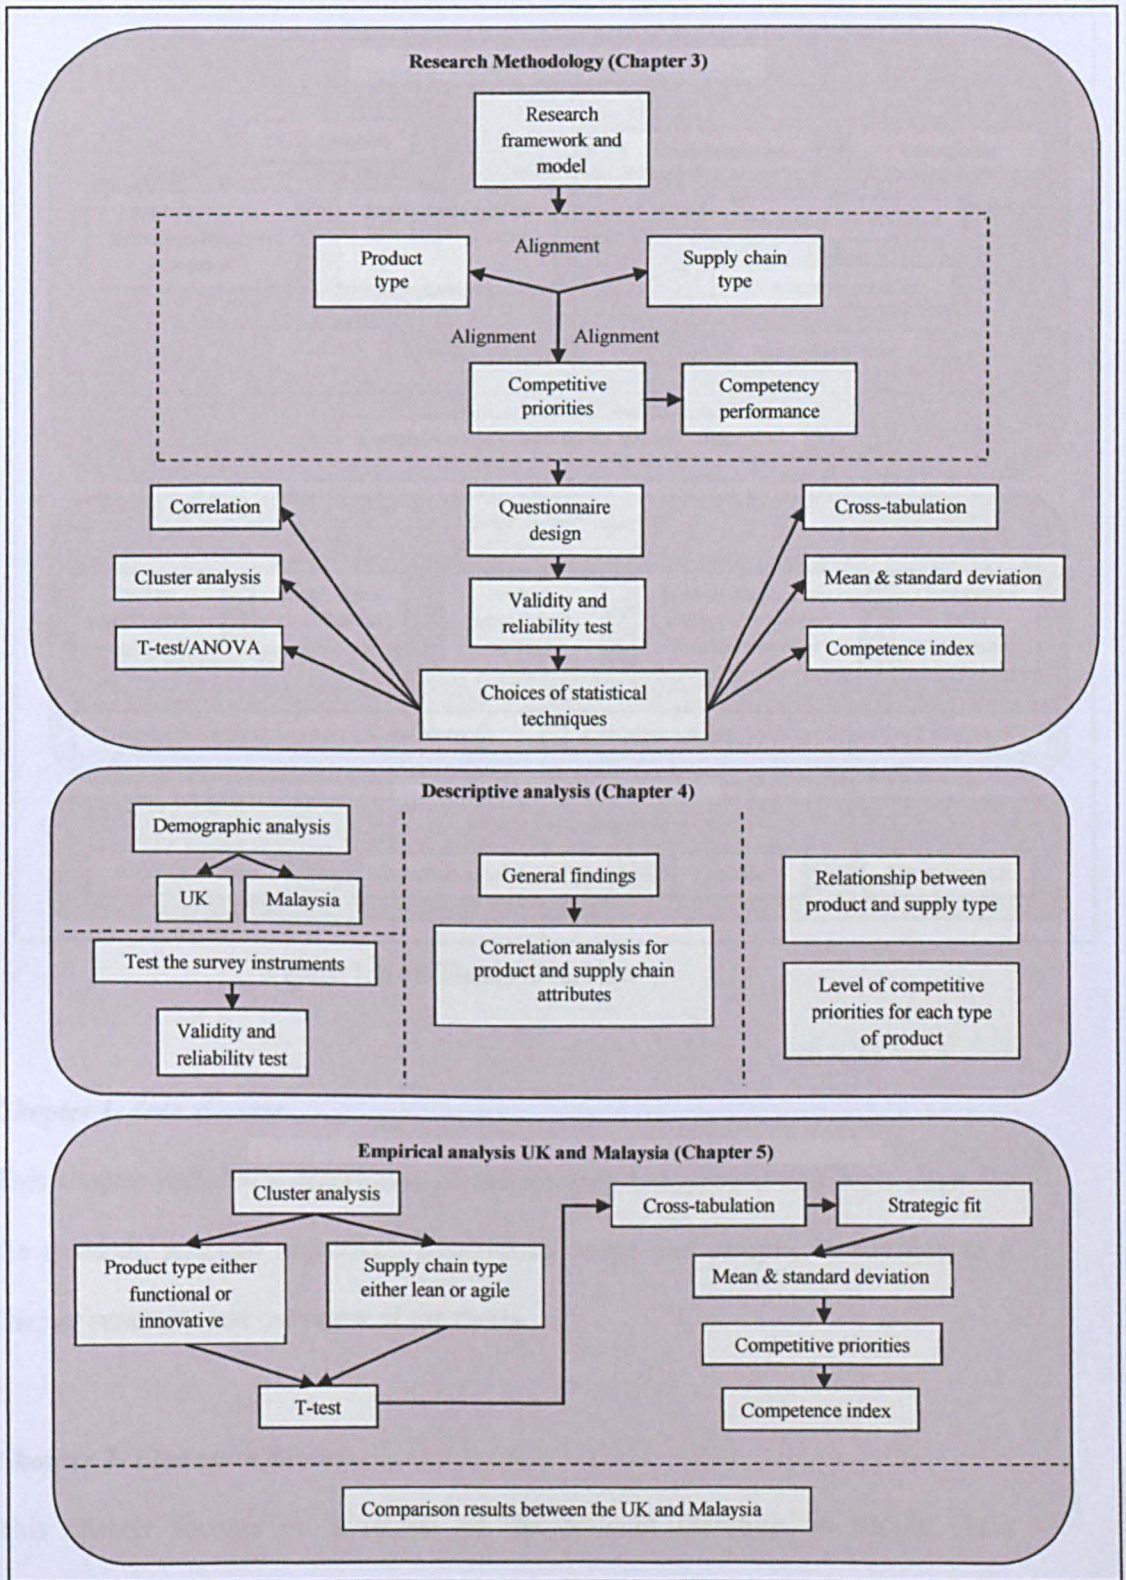 Research Methodology (Chapter 3)
Research
framework and
model
Product
type
Alignment
Supply chain
type
Alignment
Alignment
Competitive
priorities
Competency
performance
Correlation
Questionnaire
design
Cross-tabulation
Cluster analysis
Validity and
reliability test
Mean & standard deviation
T-test/ANOVA
Competence index
Choices of statistical
techniques
Descriptive analysis (Chapter 4)
Demographic analysis
UK
Malaysia
Test the survey instruments
Validity and
reliability test
General findings
Correlation analysis for
product and supply chain
attributes
Relationship between
product and supply type
Level of competitive
priorities for each type
of product
Empirical analysis UK and Malaysia (Chapter 5)
Cluster analysis
Product type either
functional or
innovative
Supply chain type
either lean or agile
T-test
Cross-tabulation
Strategic fit
Mean & standard deviation
Competitive priorities
Competence index
Comparison results between the UK and Malaysia